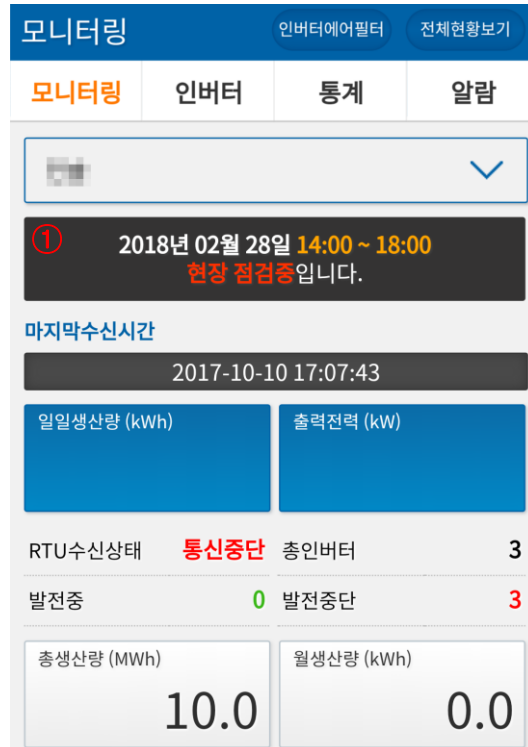 모니터링 인버터에어필터 전체현황보기
모니터링 인버터 통계 알람
① 2018년 02월 28일 14:00 ~ 18:00
현장 점검중입니다.
마지막수신시간
2017-10-10 17:07:43
일일생산량 (kWh) 출력전력 (kW)
RTU수신상태 통신중단 총인버터 3
발전중 0 발전중단 3
총생산량 (MWh) 월생산량 (kWh)
10.0 0.0